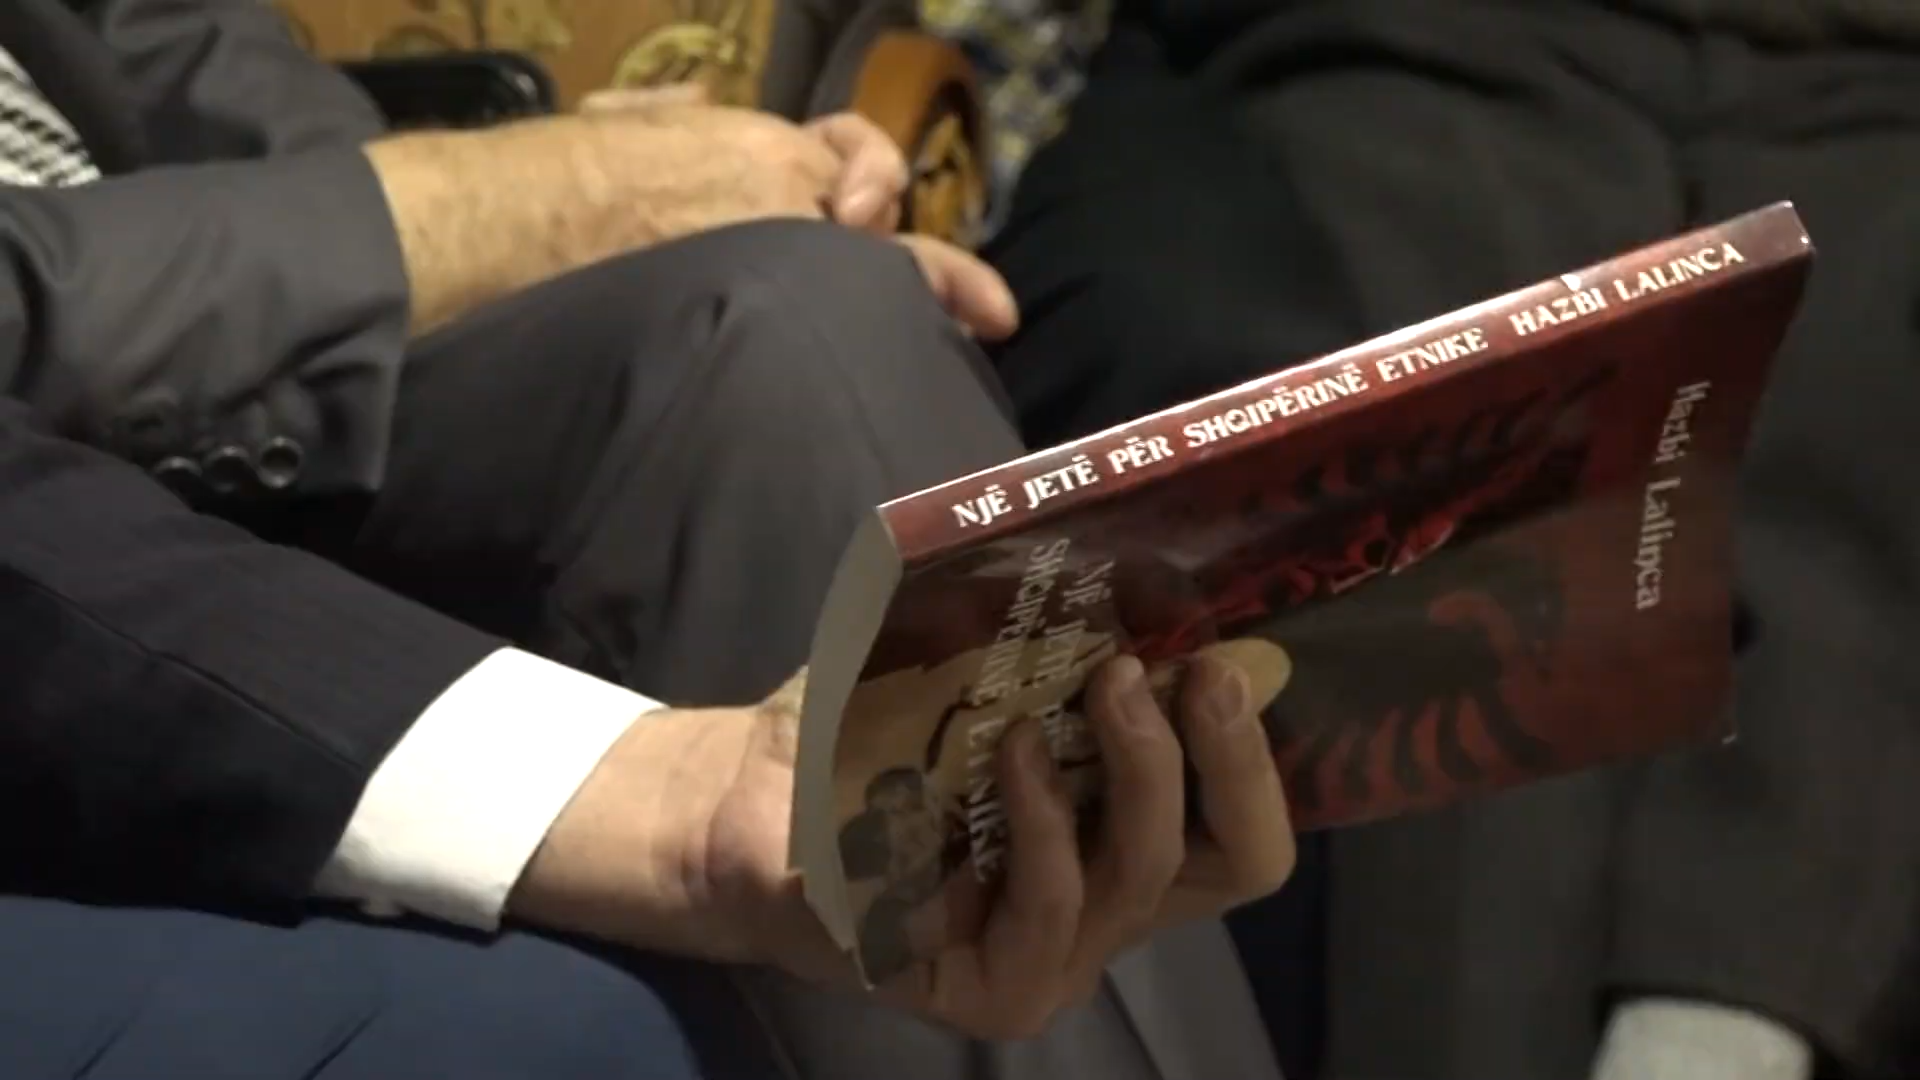 NJË JETË PËR SHQIPËRINË ETNIKE HAZBI LALINCA
Hazbi Lalinca
Një jetë për
Shqipërinë Etnike